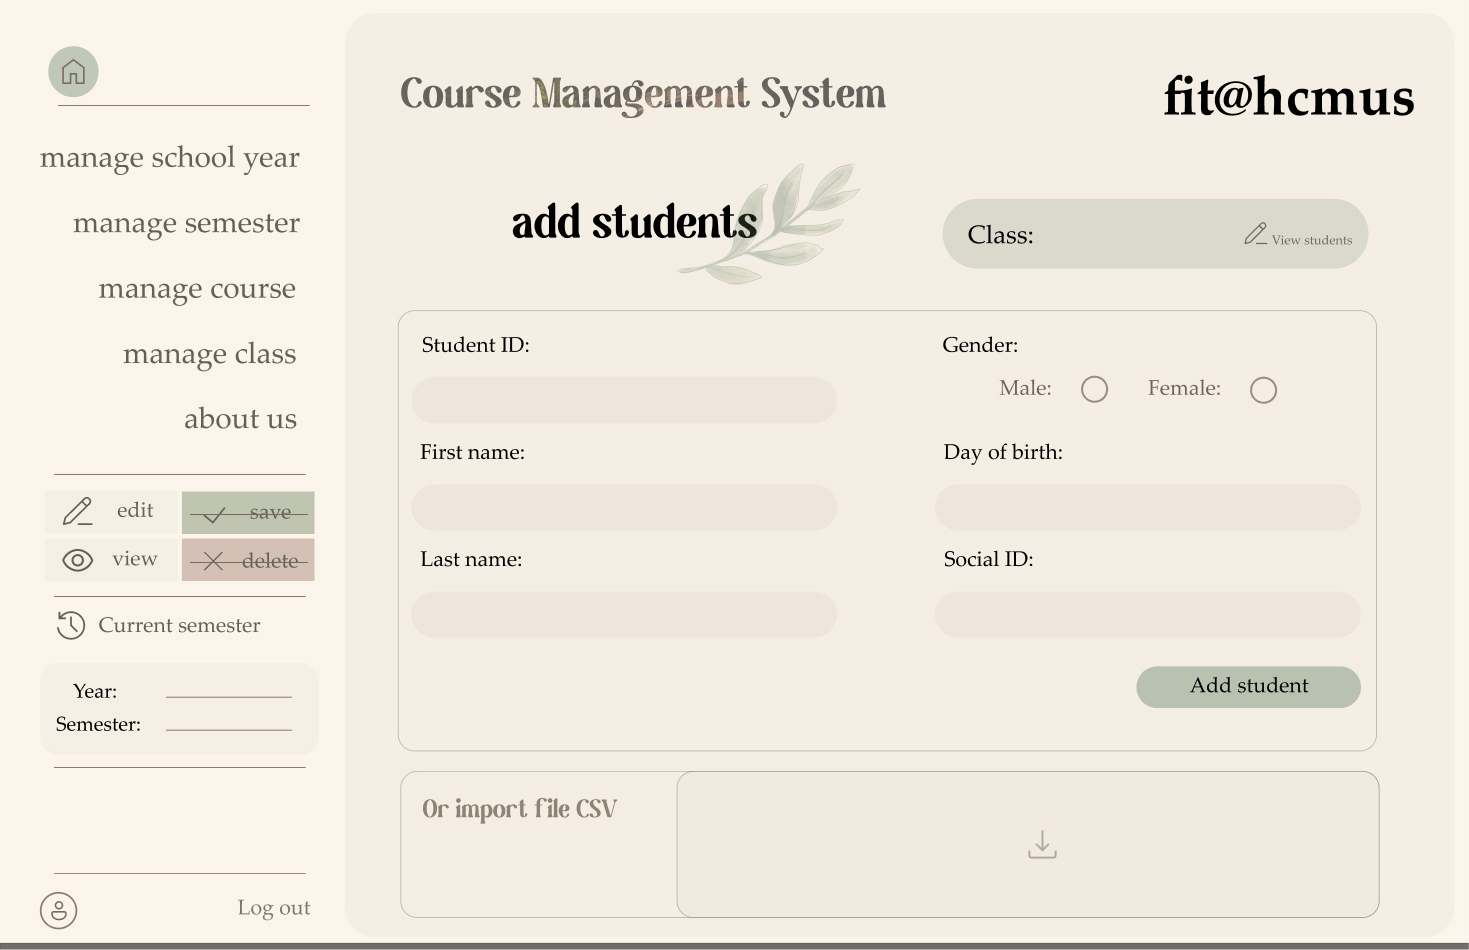 manage school year
manage semester
manage course
manage class
about us
edit
save
view
delete
Current semester
Year:
Semester:
Log out
Course Management System
fit@hcmus
add students
Class:
View students
Student ID:
Gender:
Male:
Female:
First name:
Day of birth:
Last name:
Social ID:
Add student
Or import file CSV